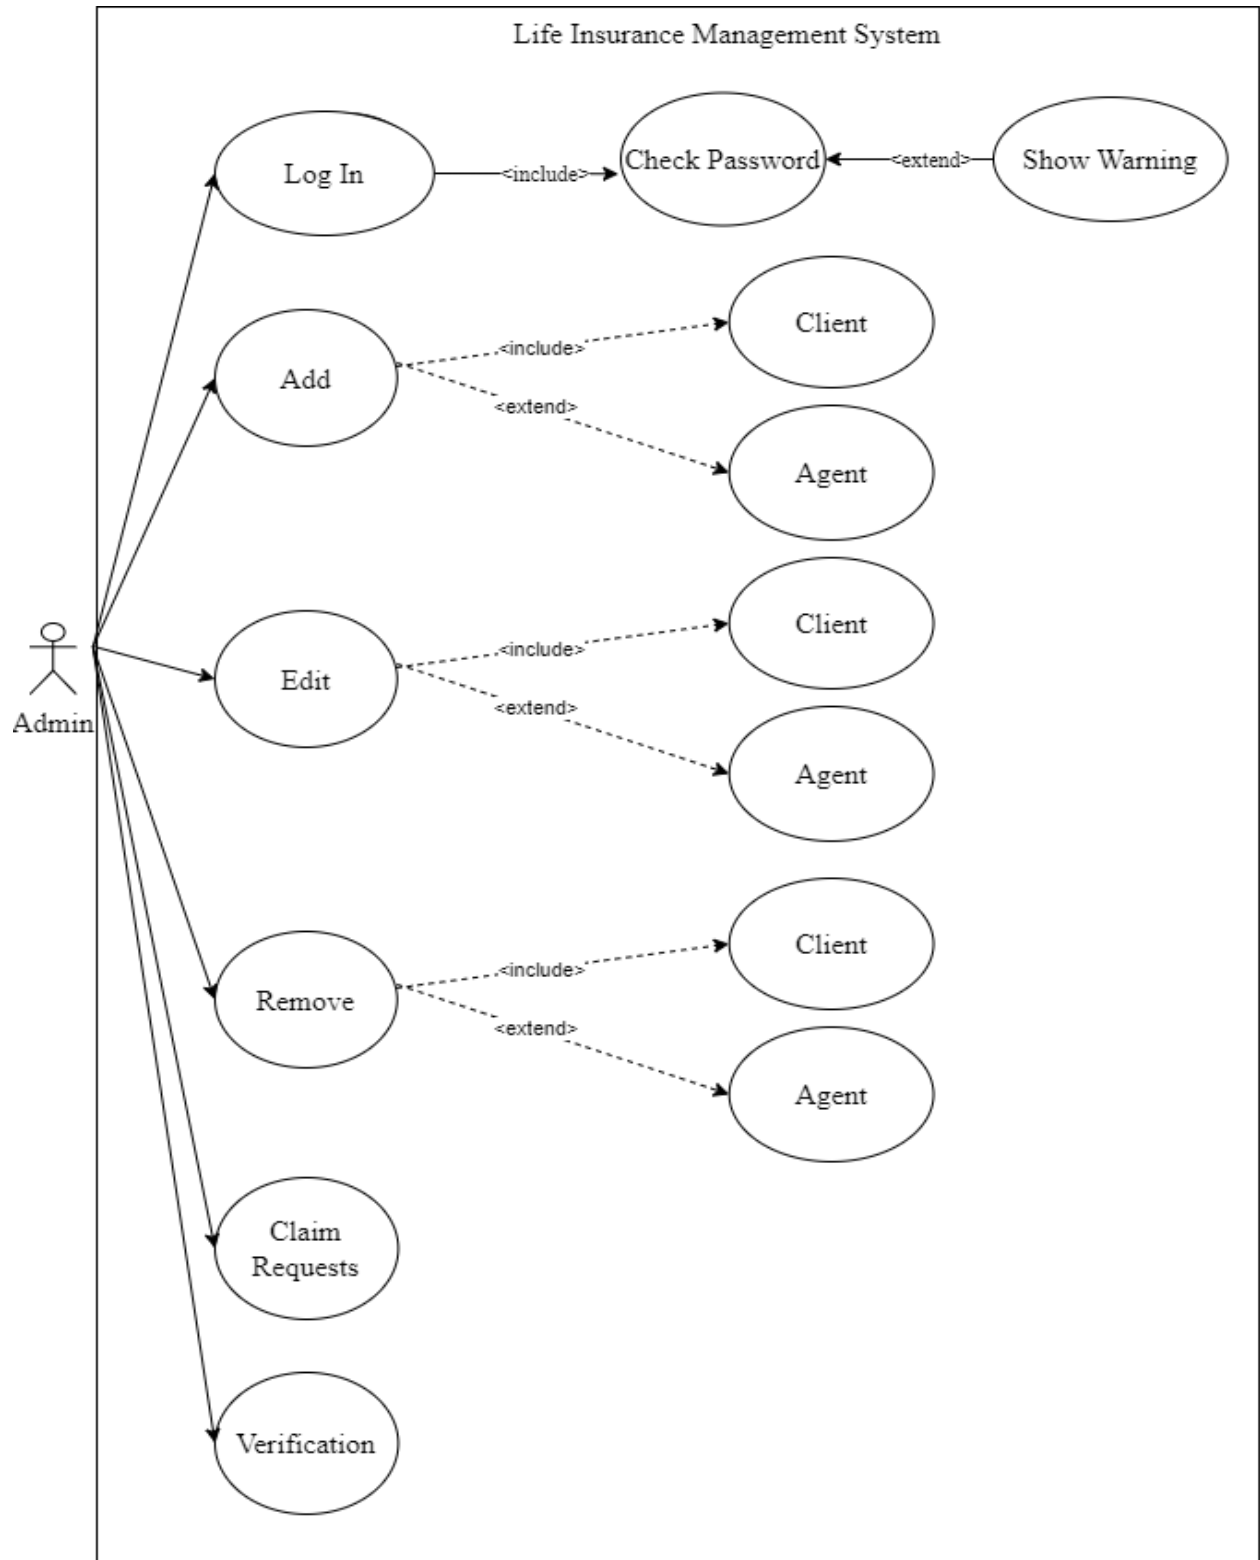 Life Insurance Management System
Log In
<include>
Check Password
<extend>
Show Warning
Add
<include>
Client
<extend>
Agent
Edit
<include>
Client
<extend>
Agent
Admin
Remove
<include>
Client
<extend>
Agent
Claim
Requests
Verification